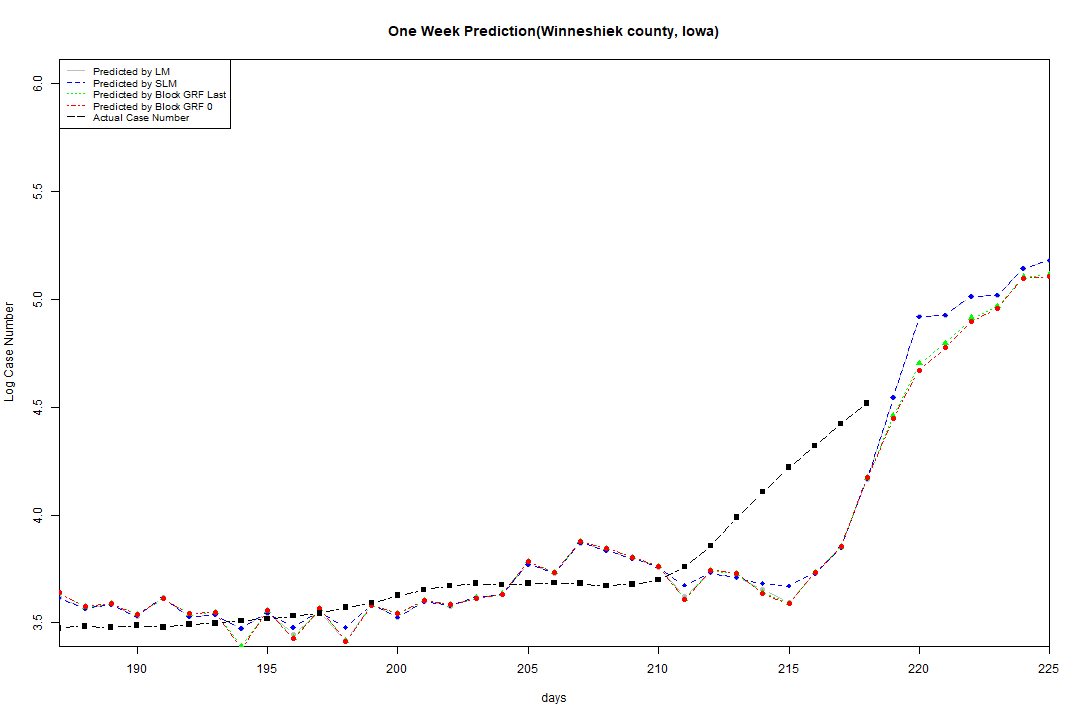 One Week Prediction(Winneshiek county, Iowa)
Predicted by LM
Predicted by SLM
Predicted by Block GRF Last
Predicted by Block GRF 0
Actual Case Number
6.0
5.5
5.0
4.5
4.0
3.5
Log Case Number
190 195 200 205 210 215 220 225
days